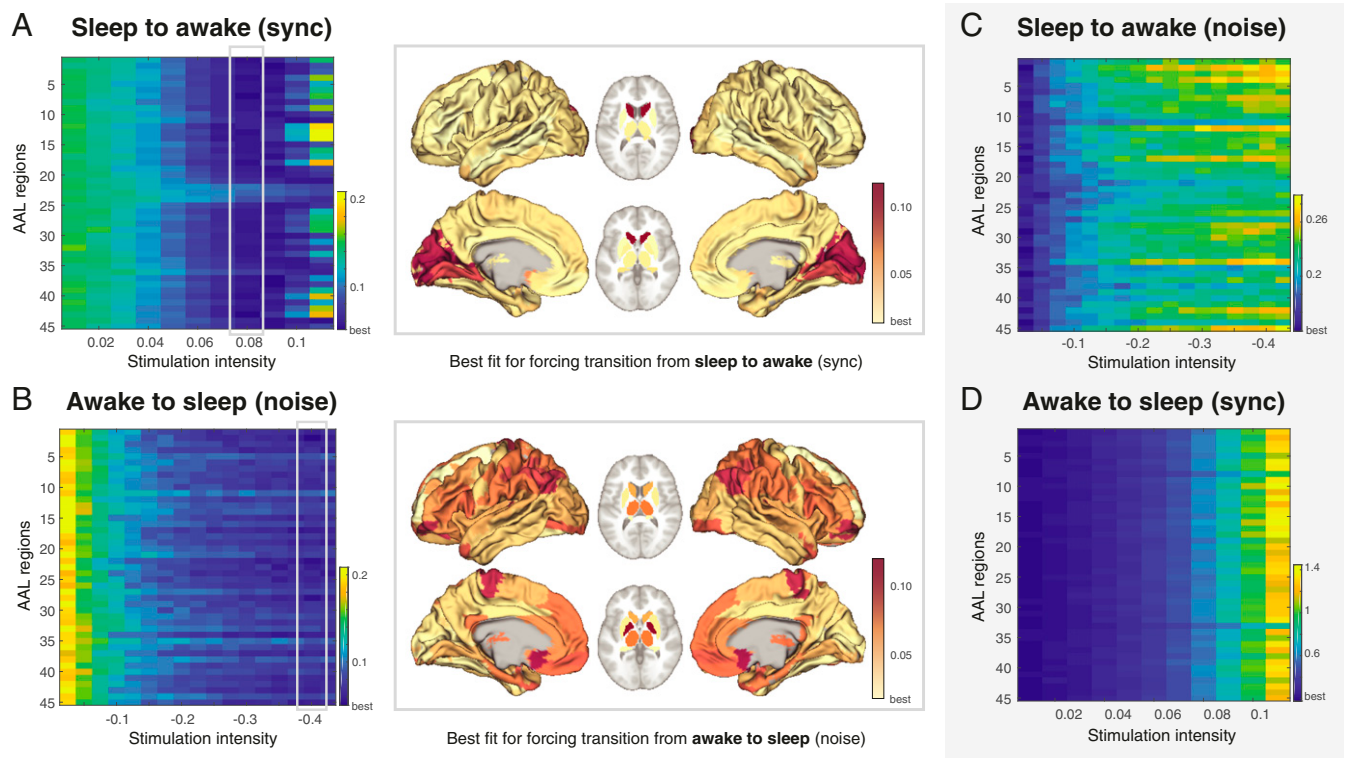 A
Sleep to awake (sync)
5
10
15
20
25
30
35
40
45
AAL regions
0.02
0.04
0.06
0.08
0.1
Stimulation intensity
0.2
0.1
best
0.10
0.05
best
Best fit for forcing transition from sleep to awake (sync)
C
Sleep to awake (noise)
5
10
15
20
25
30
35
40
45
AAL regions
-0.1
-0.2
-0.3
-0.4
Stimulation intensity
0.26
0.2
best
B
Awake to sleep (noise)
5
10
15
20
25
30
35
40
45
AAL regions
-0.1
-0.2
-0.3
-0.4
Stimulation intensity
0.2
0.1
best
0.10
0.05
best
Best fit for forcing transition from awake to sleep (noise)
D
Awake to sleep (sync)
5
10
15
20
25
30
35
40
45
AAL regions
0.02
0.04
0.06
0.08
0.1
Stimulation intensity
1.4
1
0.6
best